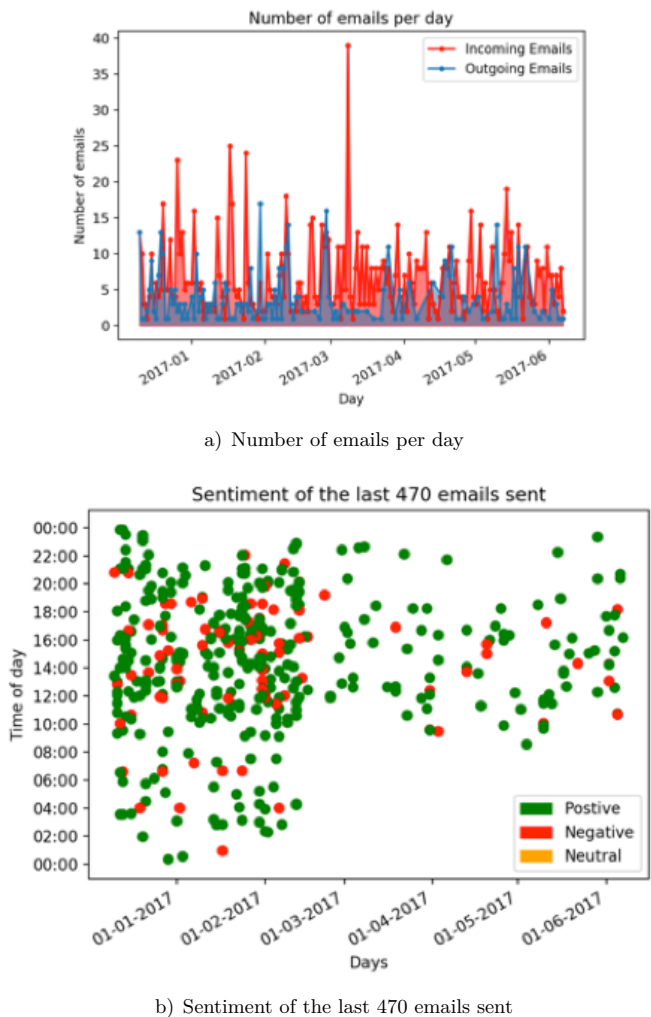 Number of emails per day
40
35
30
25
20
15
10
5
0
Number of emails
Incoming Emails
Outgoing Emails
2017-01
2017-02
2017-03
2017-04
2017-05
2017-06
Day
a) Number of emails per day
Sentiment of the last 470 emails sent
00:00
22:00
20:00
18:00
16:00
14:00
12:00
10:00
08:00
06:00
04:00
02:00
00:00
Time of day
Postive
Negative
Neutral
01-01-2017
01-02-2017
01-03-2017
01-04-2017
01-05-2017
01-06-2017
Days
b) Sentiment of the last 470 emails sent